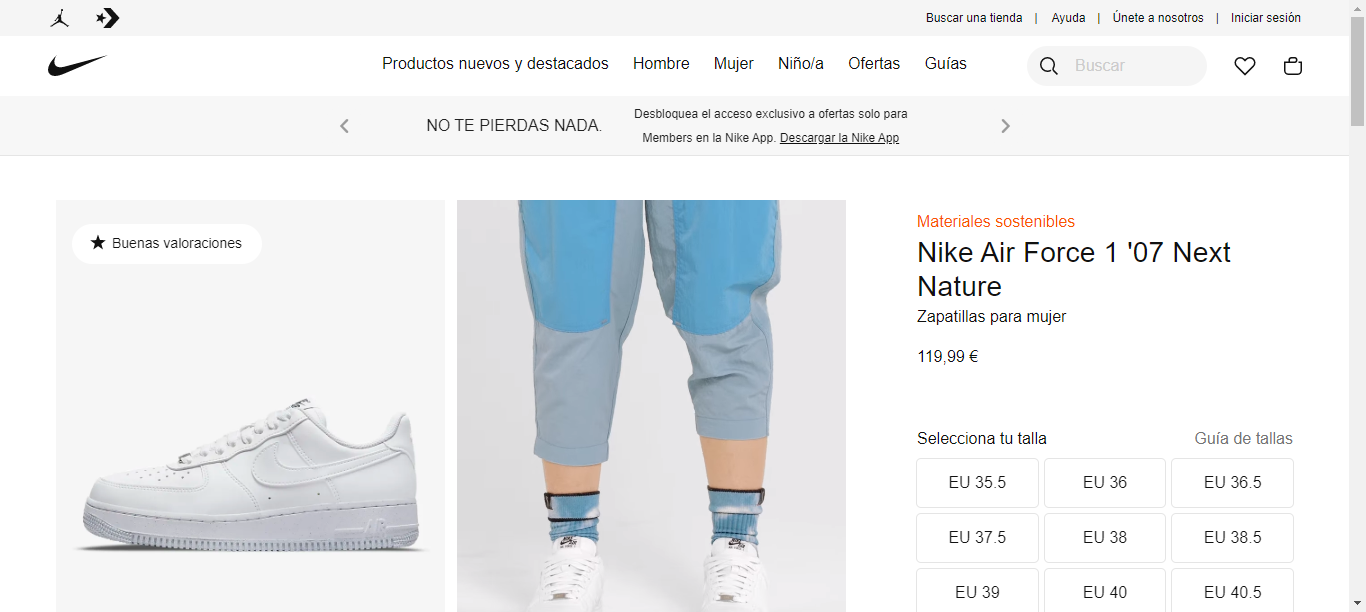 Buscar una tienda | Ayuda | Únete a nosotros | Iniciar sesión
Productos nuevos y destacados Hombre Mujer Niño/a Ofertas Guías Buscar
NO TE PIERDAS NADA.
Desbloquea el acceso exclusivo a ofertas solo para
Members en la Nike App. Descargar la Nike App
Buenas valoraciones
Materiales sostenibles
Nike Air Force 1 '07 Next
Nature
Zapatillas para mujer
119,99 €
Selecciona tu talla Guía de tallas
EU 35.5 EU 36 EU 36.5
EU 37.5 EU 38 EU 38.5
EU 39 EU 40 EU 40.5